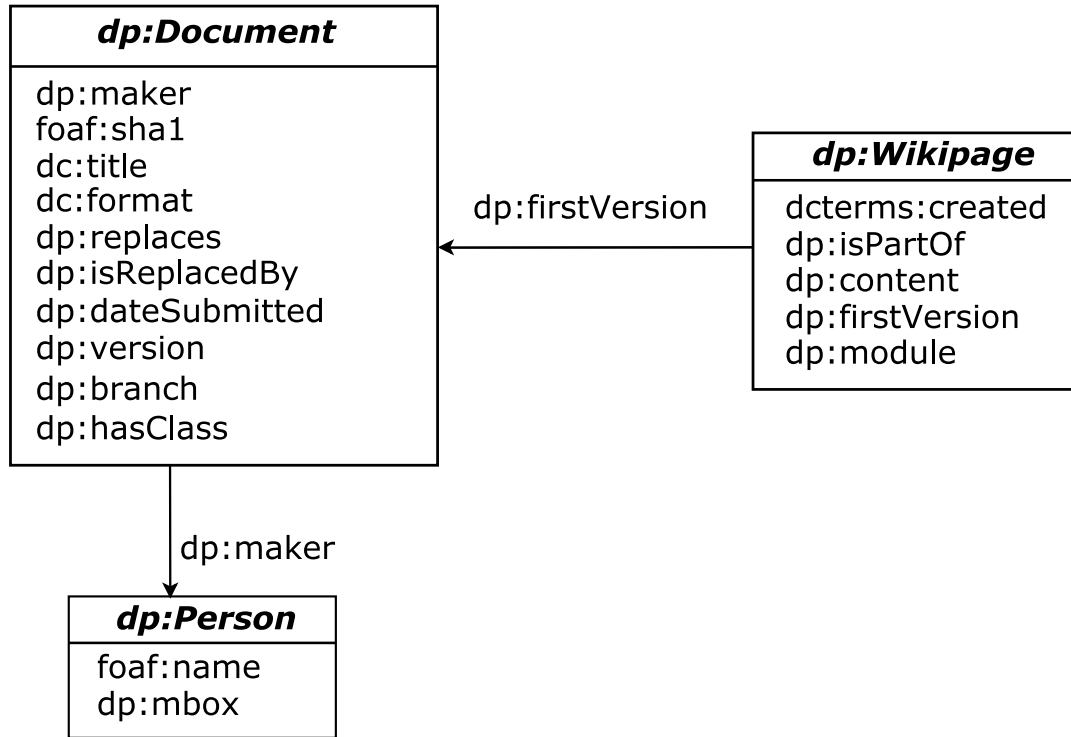 dp:Document
dp:maker
foaf:sha1
dc:title
dc:format
dp:replaces
dp:isReplacedBy
dp:dateSubmitted
dp:version
dp:branch
dp:hasClass
dp:firstVersion
dp:Wikipage
dcterms:created
dp:isPartOf
dp:content
dp:firstVersion
dp:module
dp:maker
dp:Person
foaf:name
dp:mbox